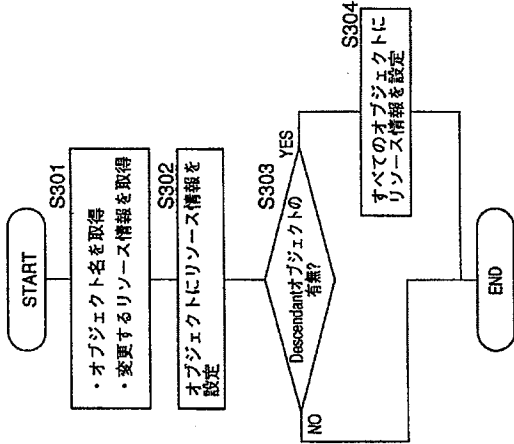 START
S301
・オブジェクト名を取得
・変更するリソース情報を取得
S302
オブジェクトにリソース情報を
設定
S303
Descendantオブジェクトの
有無?
YES
NO
S304
すべてのオブジェクトに
リソース情報を設定
END